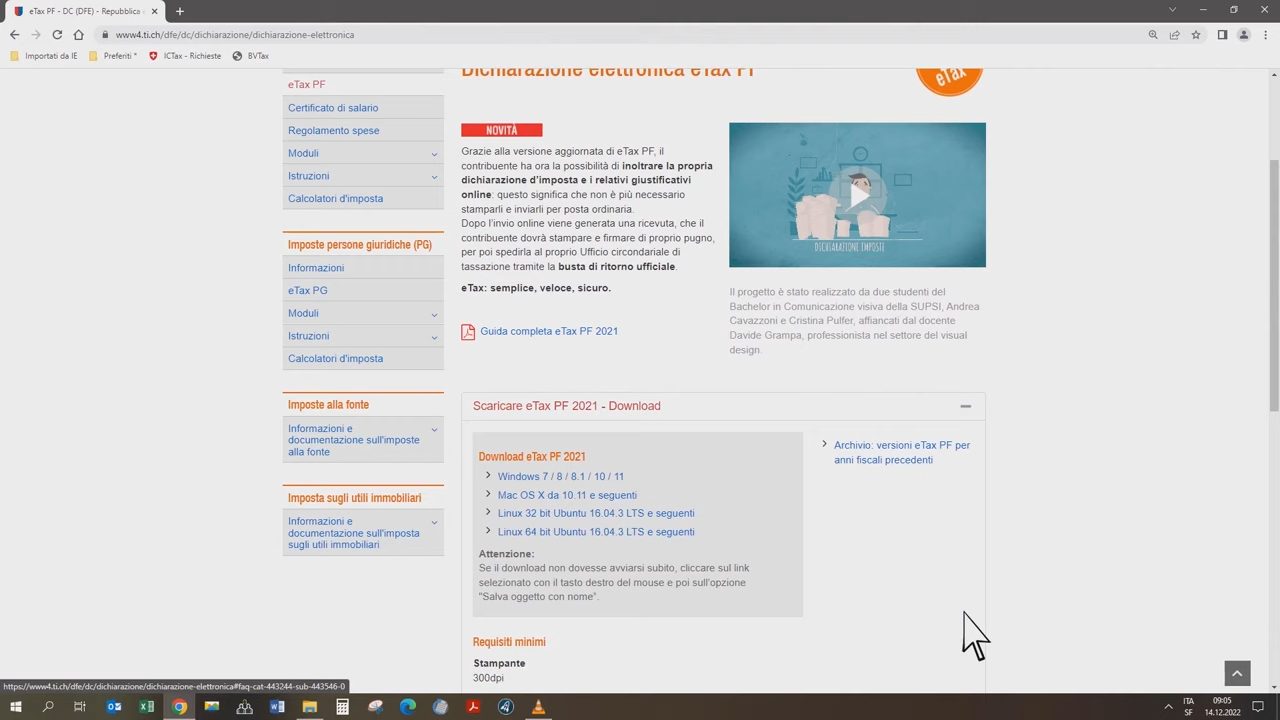 eTax PF - DC (DFE) - Repubblica
www4.ti.ch/dfe/dc/dichiarazione/dichiarazione-elettronica
Importati da IE
Preferiti *
ICTax - Richieste
BVTax
eTax PF
Certificato di salario
Regolamento spese
Moduli
Istruzioni
Calcolatori d'imposta
Imposte persone giuridiche (PG)
Informazioni
eTax PG
Moduli
Istruzioni
Calcolatori d'imposta
Imposte alla fonte
Informazioni e
documentazione sull'imposte
alla fonte
Imposta sugli utili immobiliari
Informazioni e
documentazione sull'imposta
sugli utili immobiliari
Dichiarazione elettronica eTax PF
eTax
NOVITÀ
Grazie alla versione aggiornata di eTax PF, il
contribuente ha ora la possibilità di inoltrare la propria
dichiarazione d'imposta e i relativi giustificativi
online: questo significa che non è più necessario
stamparli e inviarli per posta ordinaria.
Dopo l'invio online viene generata una ricevuta, che il
contribuente dovrà stampare e firmare di proprio pugno,
per poi spedirla al proprio Ufficio circondariale di
tassazione tramite la busta di ritorno ufficiale.
eTax: semplice, veloce, sicuro.
Guida completa eTax PF 2021
DICHIARAZIONE IMPOSTE
Il progetto è stato realizzato da due studenti del
Bachelor in Comunicazione visiva della SUPSI, Andrea
Cavazzoni e Cristina Pulfer, affiancati dal docente
Davide Grampa, professionista nel settore del visual
design.
Scaricare eTax PF 2021 - Download
Download eTax PF 2021
Windows 7 / 8 / 8.1 / 10 / 11
Mac OS X da 10.11 e seguenti
Linux 32 bit Ubuntu 16.04.3 LTS e seguenti
Linux 64 bit Ubuntu 16.04.3 LTS e seguenti
Attenzione:
Se il download non dovesse avviarsi subito, cliccare sul link
selezionato con il tasto destro del mouse e poi sull'opzione
"Salva oggetto con nome".
Archivio: versioni eTax PF per
anni fiscali precedenti
Requisiti minimi
Stampante
300dpi
https://www4.ti.ch/dfe/dc/dichiarazione/dichiarazione-elettronica#faq-cat-443244-sub-443546-0
ITA
SF
09:05
14.12.2022